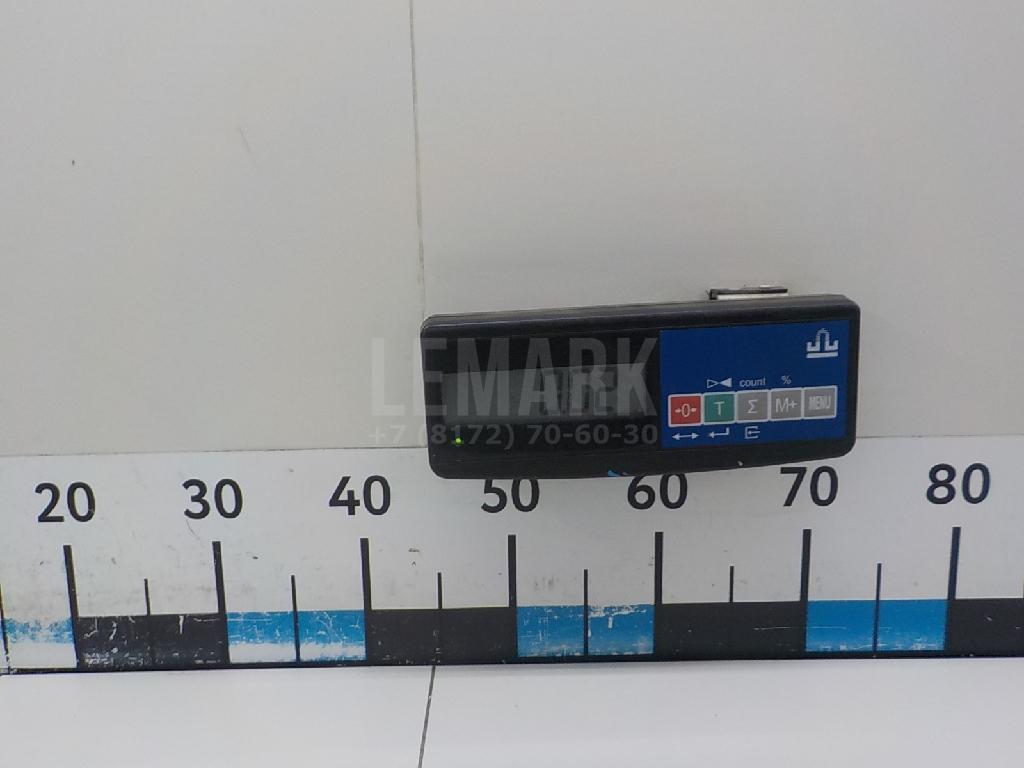 LEMARK
+7 (8172) 70-60-30
count %
→0← T Σ M+ MENU
20 30 40 50 60 70 80